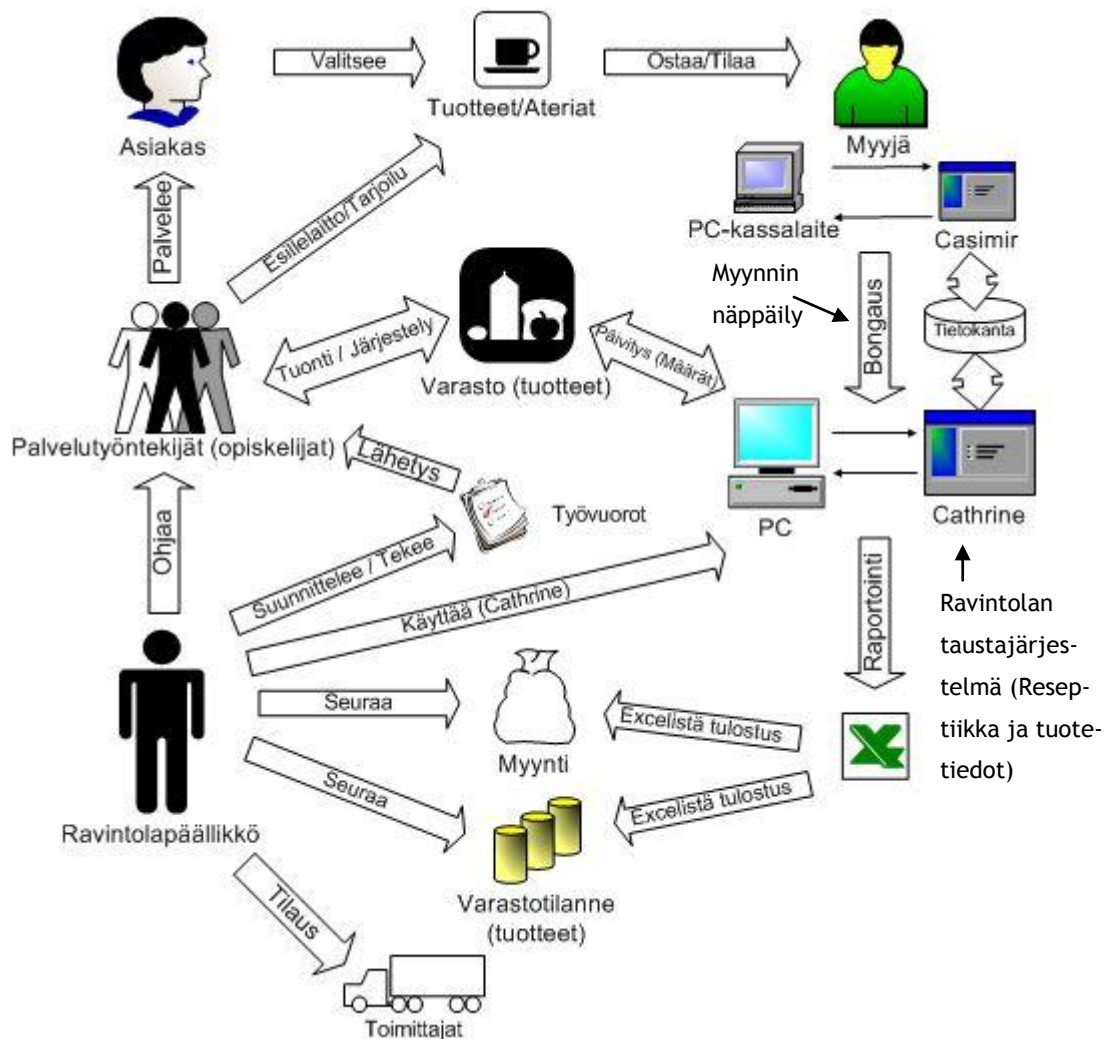 Valitsee
Ostaa/Tilaa
Tuotteet/Ateriat
Asiakas
Myyjä
Palvelee
Esillelaitto/Tarjoilu
PC-kassalaite
Casimir
Myynnin
näppäily
Bongaus
Tietokanta
Tuonti / Järjestely
Varasto (tuotteet)
Päivitys (Määrät)
Palvelutyöntekijät (opiskelijat)
Lähetys
Työvuorot
PC
Cathrine
Ohjaa
Suunnittelee / Tekee
Käyttää (Cathrine)
Raportointi
Ravintolan
taustajärjes-
telmä (Resep-
tiikka ja tuote-
tiedot)
Seuraa
Myynti
Excelistä tulostus
Seuraa
Excelistä tulostus
Ravintolapäällikkö
Varastotilanne
(tuotteet)
Tilaus
Toimittajat